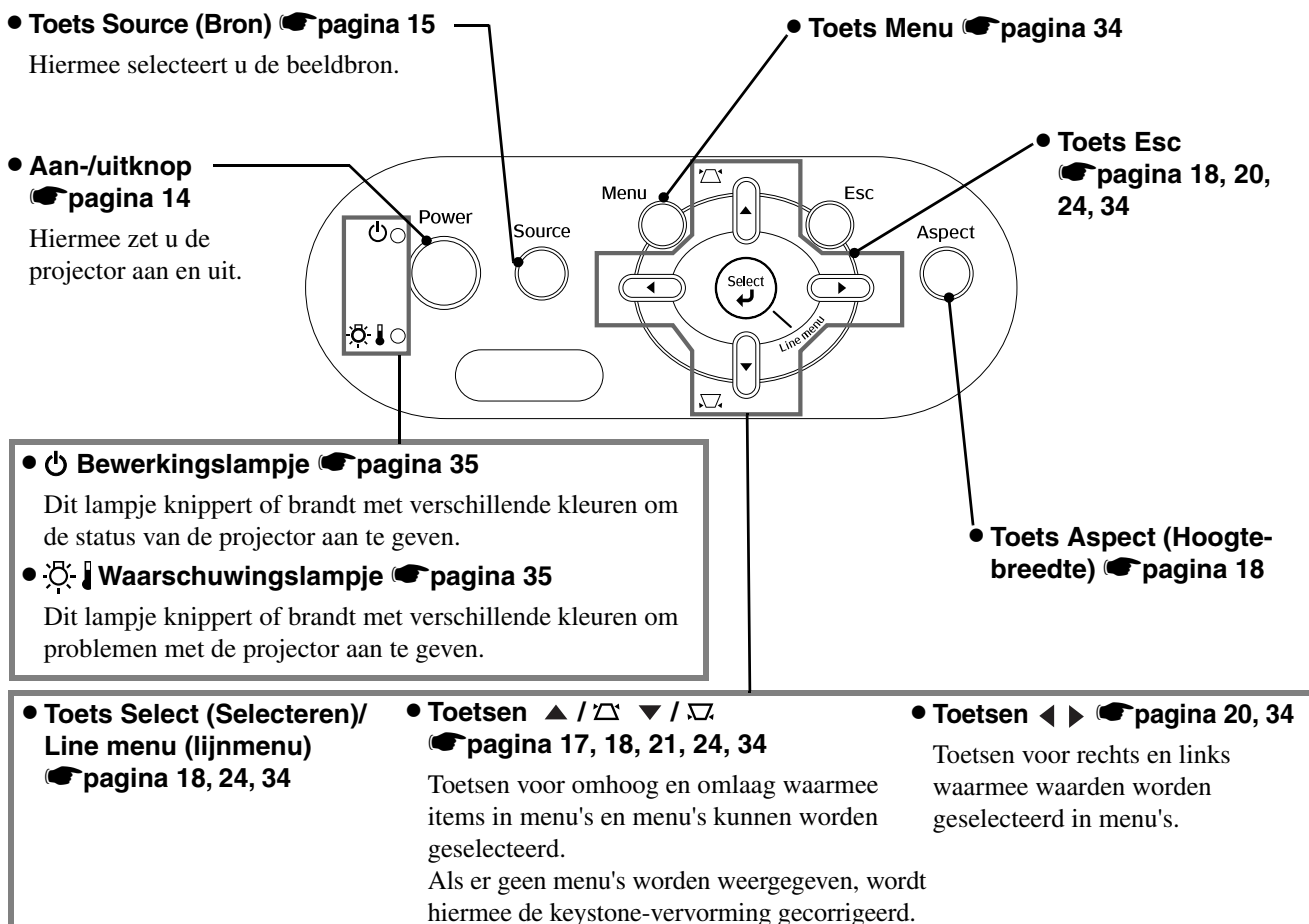 ● Toets Source (Bron) ☛pagina 15
Hiermee selecteert u de beeldbron.
● Toets Menu ☛pagina 34
● Aan-/uitknop
☛pagina 14
Hiermee zet u de
projector aan en uit.
● Toets Esc
☛pagina 18, 20,
24, 34
Power
Source
Menu
Esc
Aspect
Select
Line menu
● Bewerkingslampje ☛pagina 35
Dit lampje knippert of brandt met verschillende kleuren om
de status van de projector aan te geven.
● Waarschuwingslampje ☛pagina 35
Dit lampje knippert of brandt met verschillende kleuren om
problemen met de projector aan te geven.
● Toets Aspect (Hoogte-
breedte) ☛pagina 18
● Toets Select (Selecteren)/
Line menu (lijnmenu)
☛pagina 18, 24, 34
● Toetsen ▲ / ▼ /
☛pagina 17, 18, 21, 24, 34
Toetsen voor omhoog en omlaag waarmee
items in menu's en menu's kunnen worden
geselecteerd.
Als er geen menu's worden weergegeven, wordt
hiermee de keystone-vervorming gecorrigeerd.
● Toetsen ◀ ▶ ☛pagina 20, 34
Toetsen voor rechts en links
waarmee waarden worden
geselecteerd in menu's.